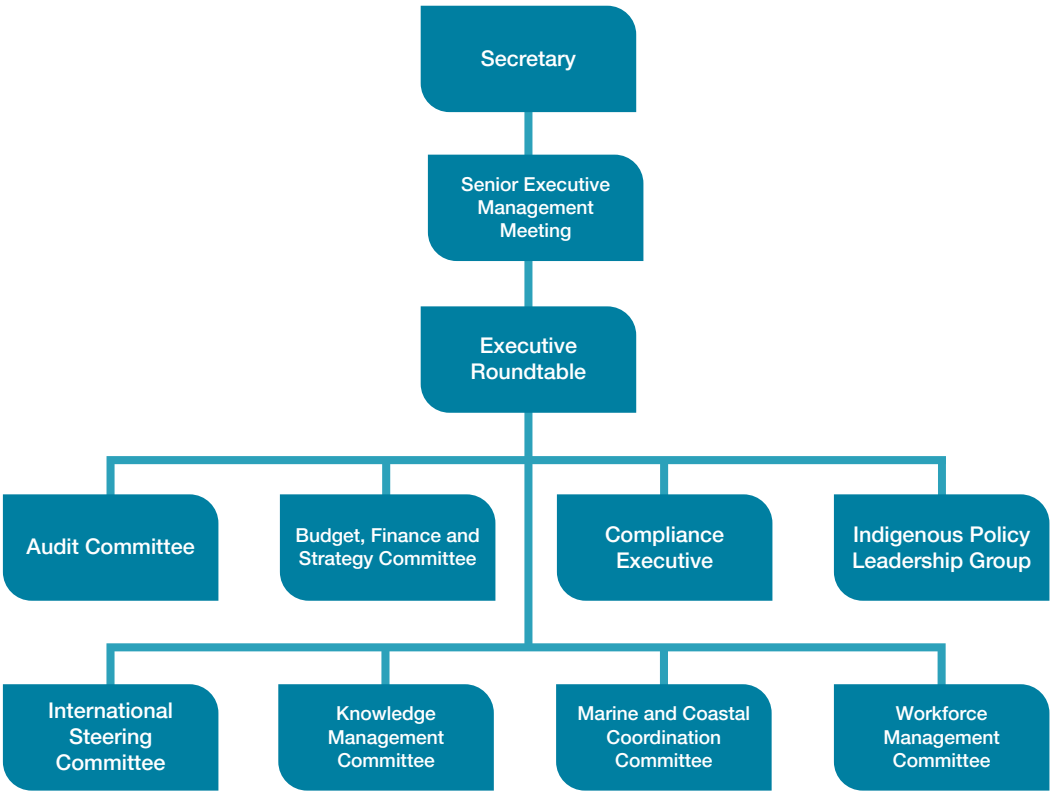 Secretary
Senior Executive
Management
Meeting
Executive
Roundtable
Audit Committee
Budget, Finance and
Strategy Committee
Compliance
Executive
Indigenous Policy
Leadership Group
International
Steering
Committee
Knowledge
Management
Committee
Marine and Coastal
Coordination
Committee
Workforce
Management
Committee